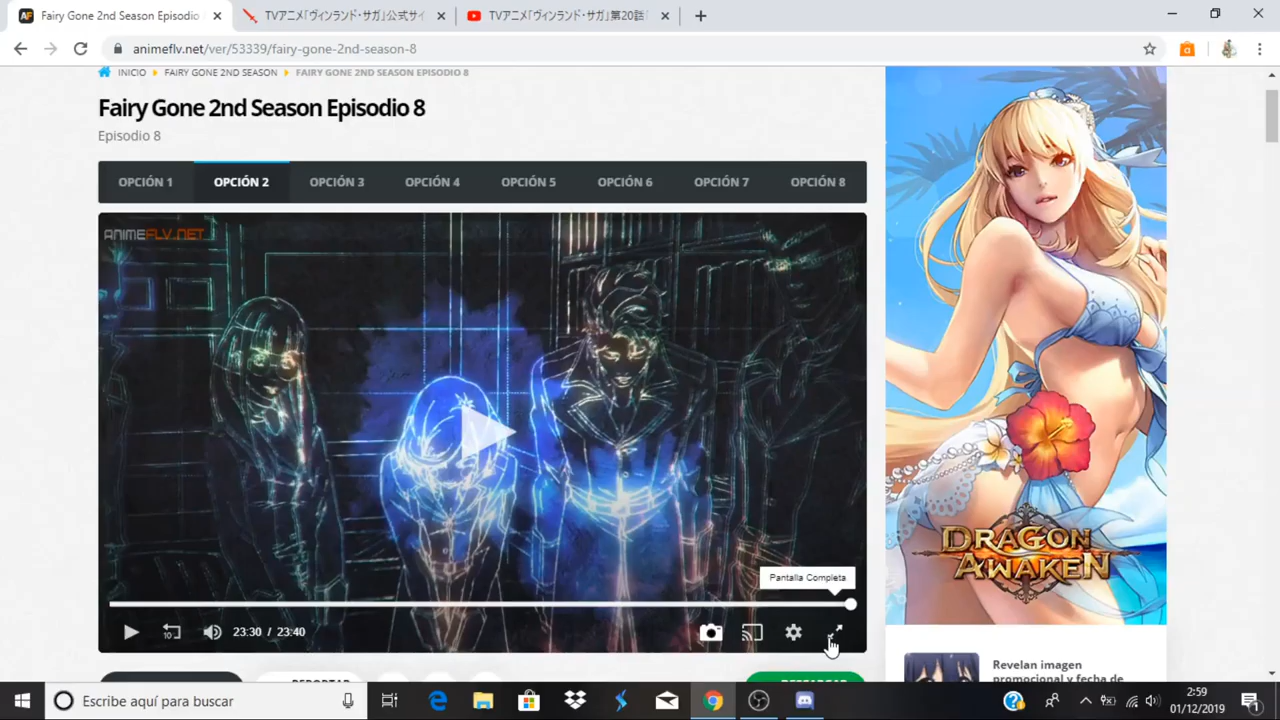 Fairy Gone 2nd Season Episodio
TVアニメ「ヴィンランド・サガ」公式サイ
TVアニメ「ヴィンランド・サガ」第20話「
animeflv.net/ver/53339/fairy-gone-2nd-season-8
INICIO
FAIRY GONE 2ND SEASON
FAIRY GONE 2ND SEASON EPISODIO 8
Fairy Gone 2nd Season Episodio 8
Episodio 8
OPCIÓN 1
OPCIÓN 2
OPCIÓN 3
OPCIÓN 4
OPCIÓN 5
OPCIÓN 6
OPCIÓN 7
OPCIÓN 8
ANIMEFLV.NET
Pantalla Completa
10
23:30 / 23:40
REPORTAR
DESCARGAR
DRAGON
AWAKEN
Revelan imagen
promocional y fecha de
Escribe aquí para buscar
2:59
01/12/2019
1